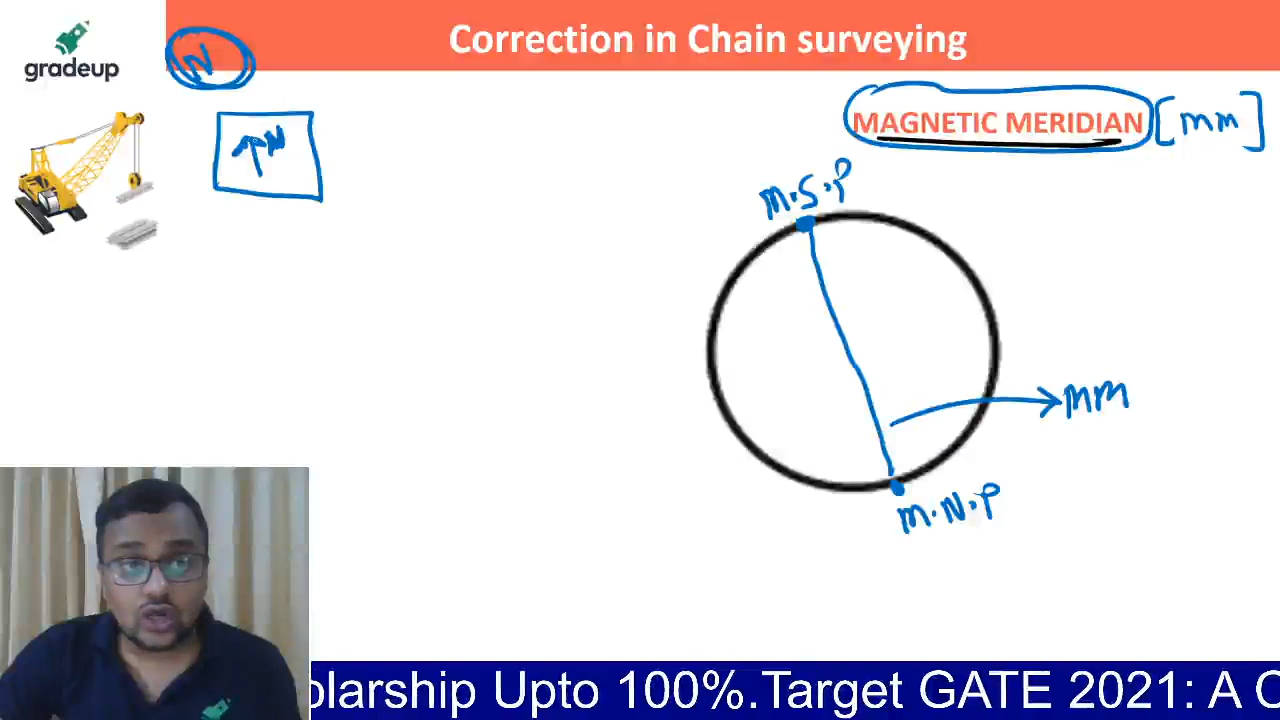 Correction in Chain surveying
gradeup
N
N
MAGNETIC MERIDIAN [MM]
M.S.P
MM
M.N.P
olarship Upto 100%.Target GATE 2021: A C